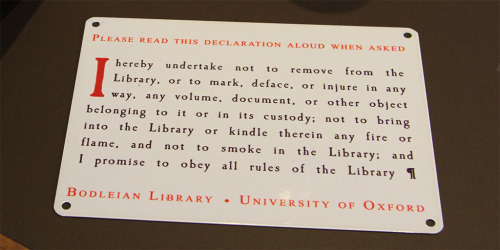 PLEASE READ THIS DECLARATION ALOUD WHEN ASKED
I hereby undertake not to remove from the
Library, or to mark, deface, or injure in any
way, any volume, document, or other object
belonging to it or in its custody; not to bring
into the Library or kindle therein any fire or
flame, and not to smoke in the Library; and
I promise to obey all rules of the Library ¶
BODLEIAN LIBRARY • UNIVERSITY OF OXFORD